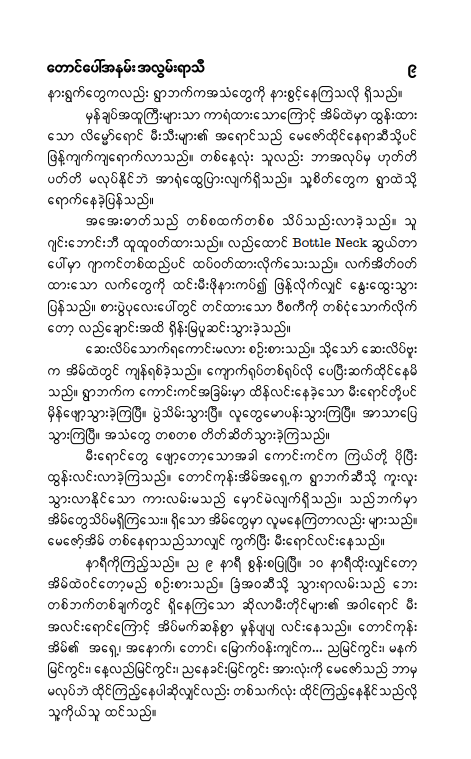 တောင်ပေါ်အနမ်းအလွမ်းရာသီ ၉
နားရွက်တွေကလည်း ရွာဘက်ကအသံတွေကို နားစွင့်နေကြသလို ရှိသည်။
မှန်ချပ်အထူကြီးများသာ ကာရံထားသောကြောင့် အိမ်ထဲမှာ ထွန်းထား
သော လိမ္မော်ရောင် မီးသီးများ၏ အရောင်သည် မေဇော်ထိုင်နေရာဆီသို့ပင်
ဖြန့်ကျက်ကျရောက်လာသည်။ တစ်နေ့လုံး သူလည်း ဘာအလုပ်မှ ဟုတ်တိ
ပတ်တိ မလုပ်နိုင်ဘဲ အာရုံထွေပြားလျက်ရှိသည်။ သူ့စိတ်တွေက ရွာထဲသို့
ရောက်နေခဲ့ပြန်သည်။
အအေးဓာတ်သည် တစ်စထက်တစ်စ သိပ်သည်းလာခဲ့သည်။ သူ
ဂျင်းဘောင်းဘီ ထူထူဝတ်ထားသည်။ လည်ထောင် Bottle Neck ဆွယ်တာ
ပေါ်မှာ ဂျာကင်တစ်ထည်ပင် ထပ်ဝတ်ထားလိုက်သေးသည်။ လက်အိတ်ဝတ်
ထားသော လက်တွေကို ထင်းမီးဖိုနားကပ်၍ ဖြန့်လိုက်လျှင် နွေးထွေးသွား
ပြန်သည်။ စားပွဲပုလေးပေါ်တွင် တင်ထားသော ဝီစကီကို တစ်ငုံသောက်လိုက်
တော့ လည်ချောင်းအထိ ရှိန်းမြပူဆင်းသွားခဲ့သည်။
ဆေးလိပ်သောက်ရကောင်းမလား စဉ်းစားသည်။ သို့သော် ဆေးလိပ်ဗူး
က အိမ်ထဲတွင် ကျန်ရစ်ခဲ့သည်။ ကျောက်ရုပ်တစ်ရုပ်လို ပေပြီးဆက်ထိုင်နေမိ
သည်။ ရွာဘက်က ကောင်းကင်အခြမ်းမှာ ထိန်လင်းနေခဲ့သော မီးရောင်တို့ပင်
မှိန်ဖျော့သွားခဲ့ကြပြီ။ ပွဲသိမ်းသွားပြီ။ လူတွေမောပန်းသွားကြပြီ။ အာသာပြေ
သွားကြပြီ။ အသံတွေ တစတစ တိတ်ဆိတ်သွားခဲ့ကြသည်။
မီးရောင်တွေ ဖျော့တော့သောအခါ ကောင်းကင်က ကြယ်တို့ ပိုပြီး
ထွန်းလင်းလာခဲ့ကြသည်။ တောင်ကုန်းအိမ်အရှေ့က ရွာဘက်ဆီသို့ ကူးလူး
သွားလာနိုင်သော ကားလမ်းမသည် မှောင်မဲလျက်ရှိသည်။ သည်ဘက်မှာ
အိမ်တွေသိပ်မရှိကြသေး။ ရှိသော အိမ်တွေမှာ လူမနေကြတာလည်း များသည်။
မေဇော့်အိမ် တစ်နေရာသည်သာလျှင် ကွက်ပြီး မီးရောင်လင်းနေသည်။
နာရီကိုကြည့်သည်။ ည ၉ နာရီ စွန်းစပြုပြီ။ ၁၀ နာရီထိုးလျှင်တော့
အိမ်ထဲဝင်တော့မည် စဉ်းစားသည်။ ခြံအဝဆီသို့ သွားရာလမ်းသည် ဘေး
တစ်ဘက်တစ်ချက်တွင် ရှိနေကြသော ဆိုလာမီးတိုင်များ၏ အဝါရောင် မီး
အလင်းရောင်ကြောင့် အိပ်မက်ဆန်စွာ မှုန်ပျပျ လင်းနေသည်။ တောင်ကုန်း
အိမ်၏ အရှေ့၊ အနောက်၊ တောင်၊ မြောက်ဝန်းကျင်က... ညမြင်ကွင်း၊ မနက်
မြင်ကွင်း၊ နေ့လည်မြင်ကွင်း၊ ညနေခင်းမြင်ကွင်း အားလုံးကို မေဇော်သည် ဘာမှ
မလုပ်ဘဲ ထိုင်ကြည့်နေပါဆိုလျှင်လည်း တစ်သက်လုံး ထိုင်ကြည့်နေနိုင်သည်လို့
သူ့ကိုယ်သူ ထင်သည်။